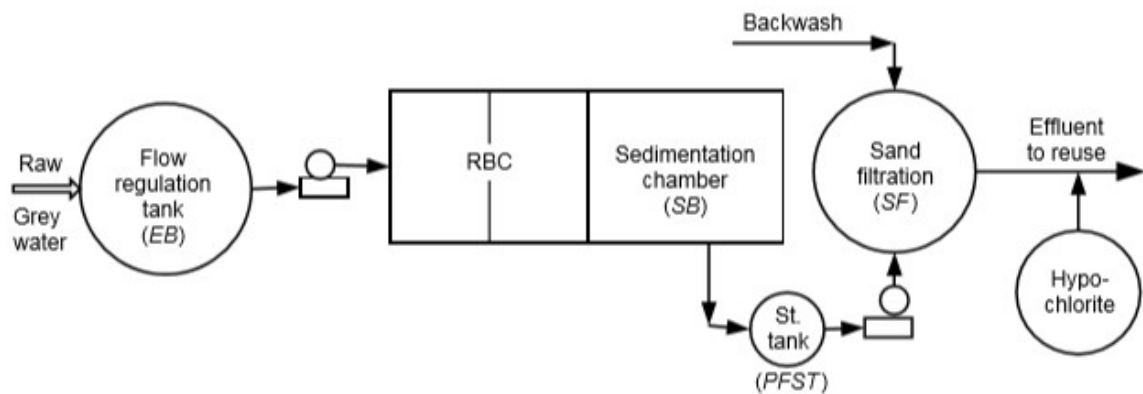 Backwash
Raw
Grey
water
Flow
regulation
tank
(EB)
RBC
Sedimentation
chamber
(SB)
Sand
filtration
(SF)
Effluent
to reuse
Hypo-
chlorite
St.
tank
(PFST)